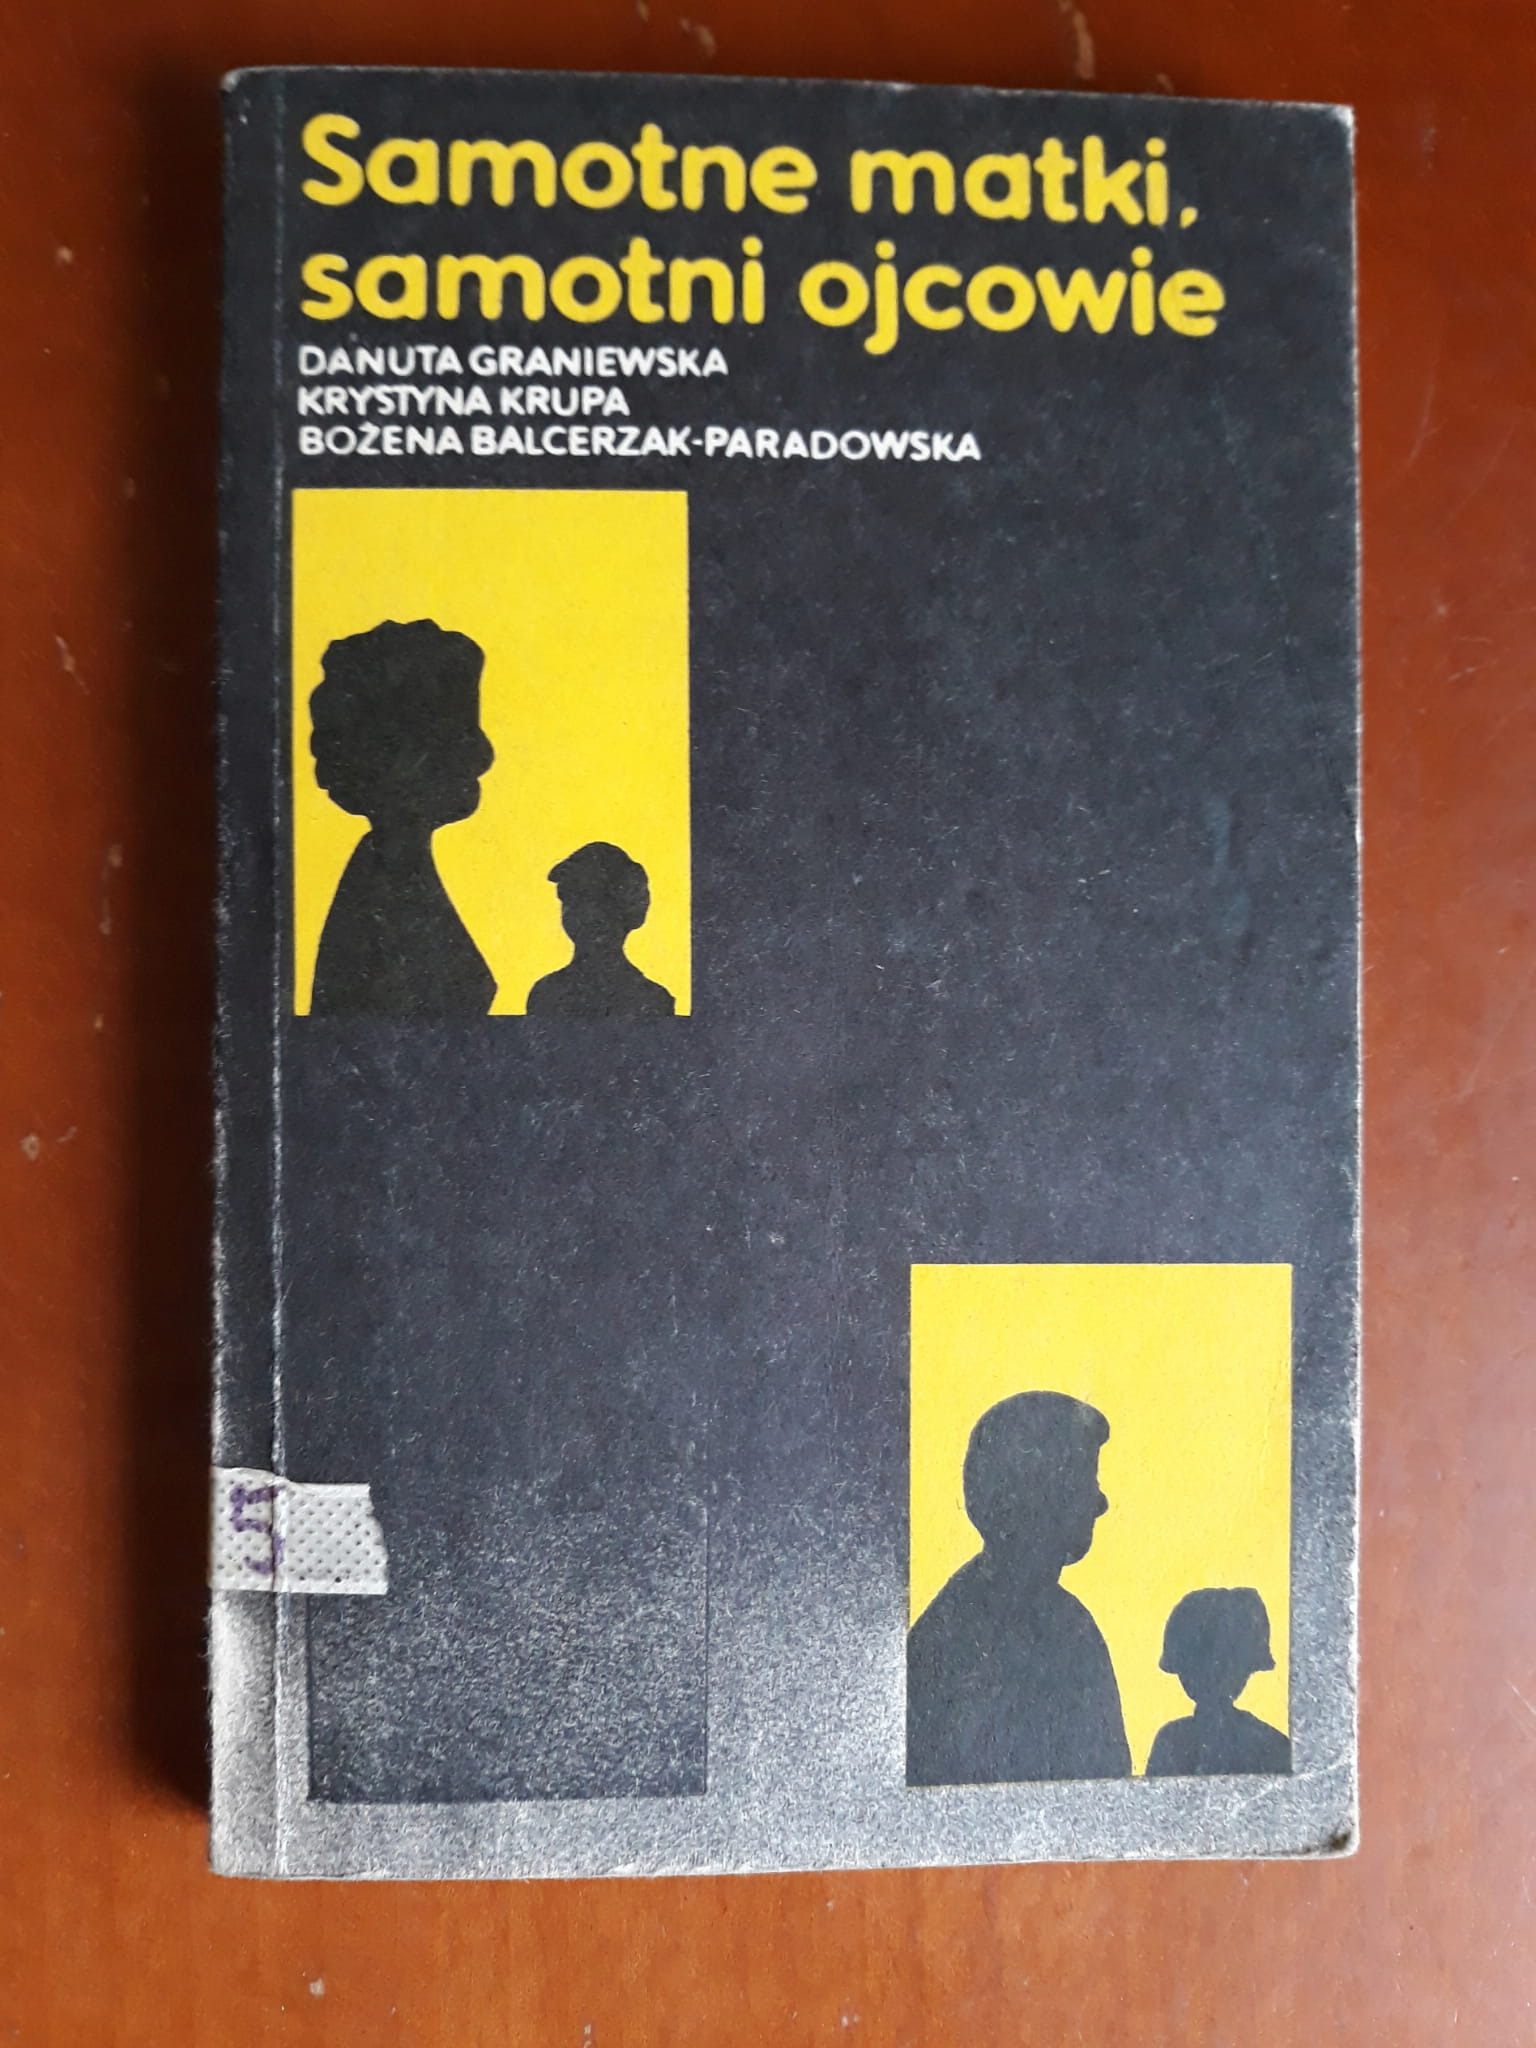 Samotne matki,
samotni ojcowie
DANUTA GRANIEWSKA
KRYSTYNA KRUPA
BOŻENA BALCERZAK-PARADOWSKA